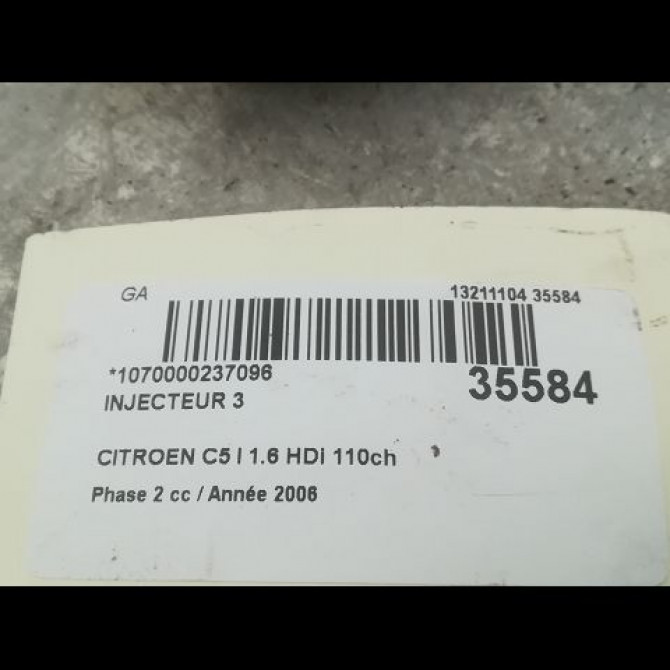 GA 13211104 35584
*1070000237096 35584
INJECTEUR 3
CITROEN C5 I 1.6 HDi 110ch
Phase 2 cc / Année 2006